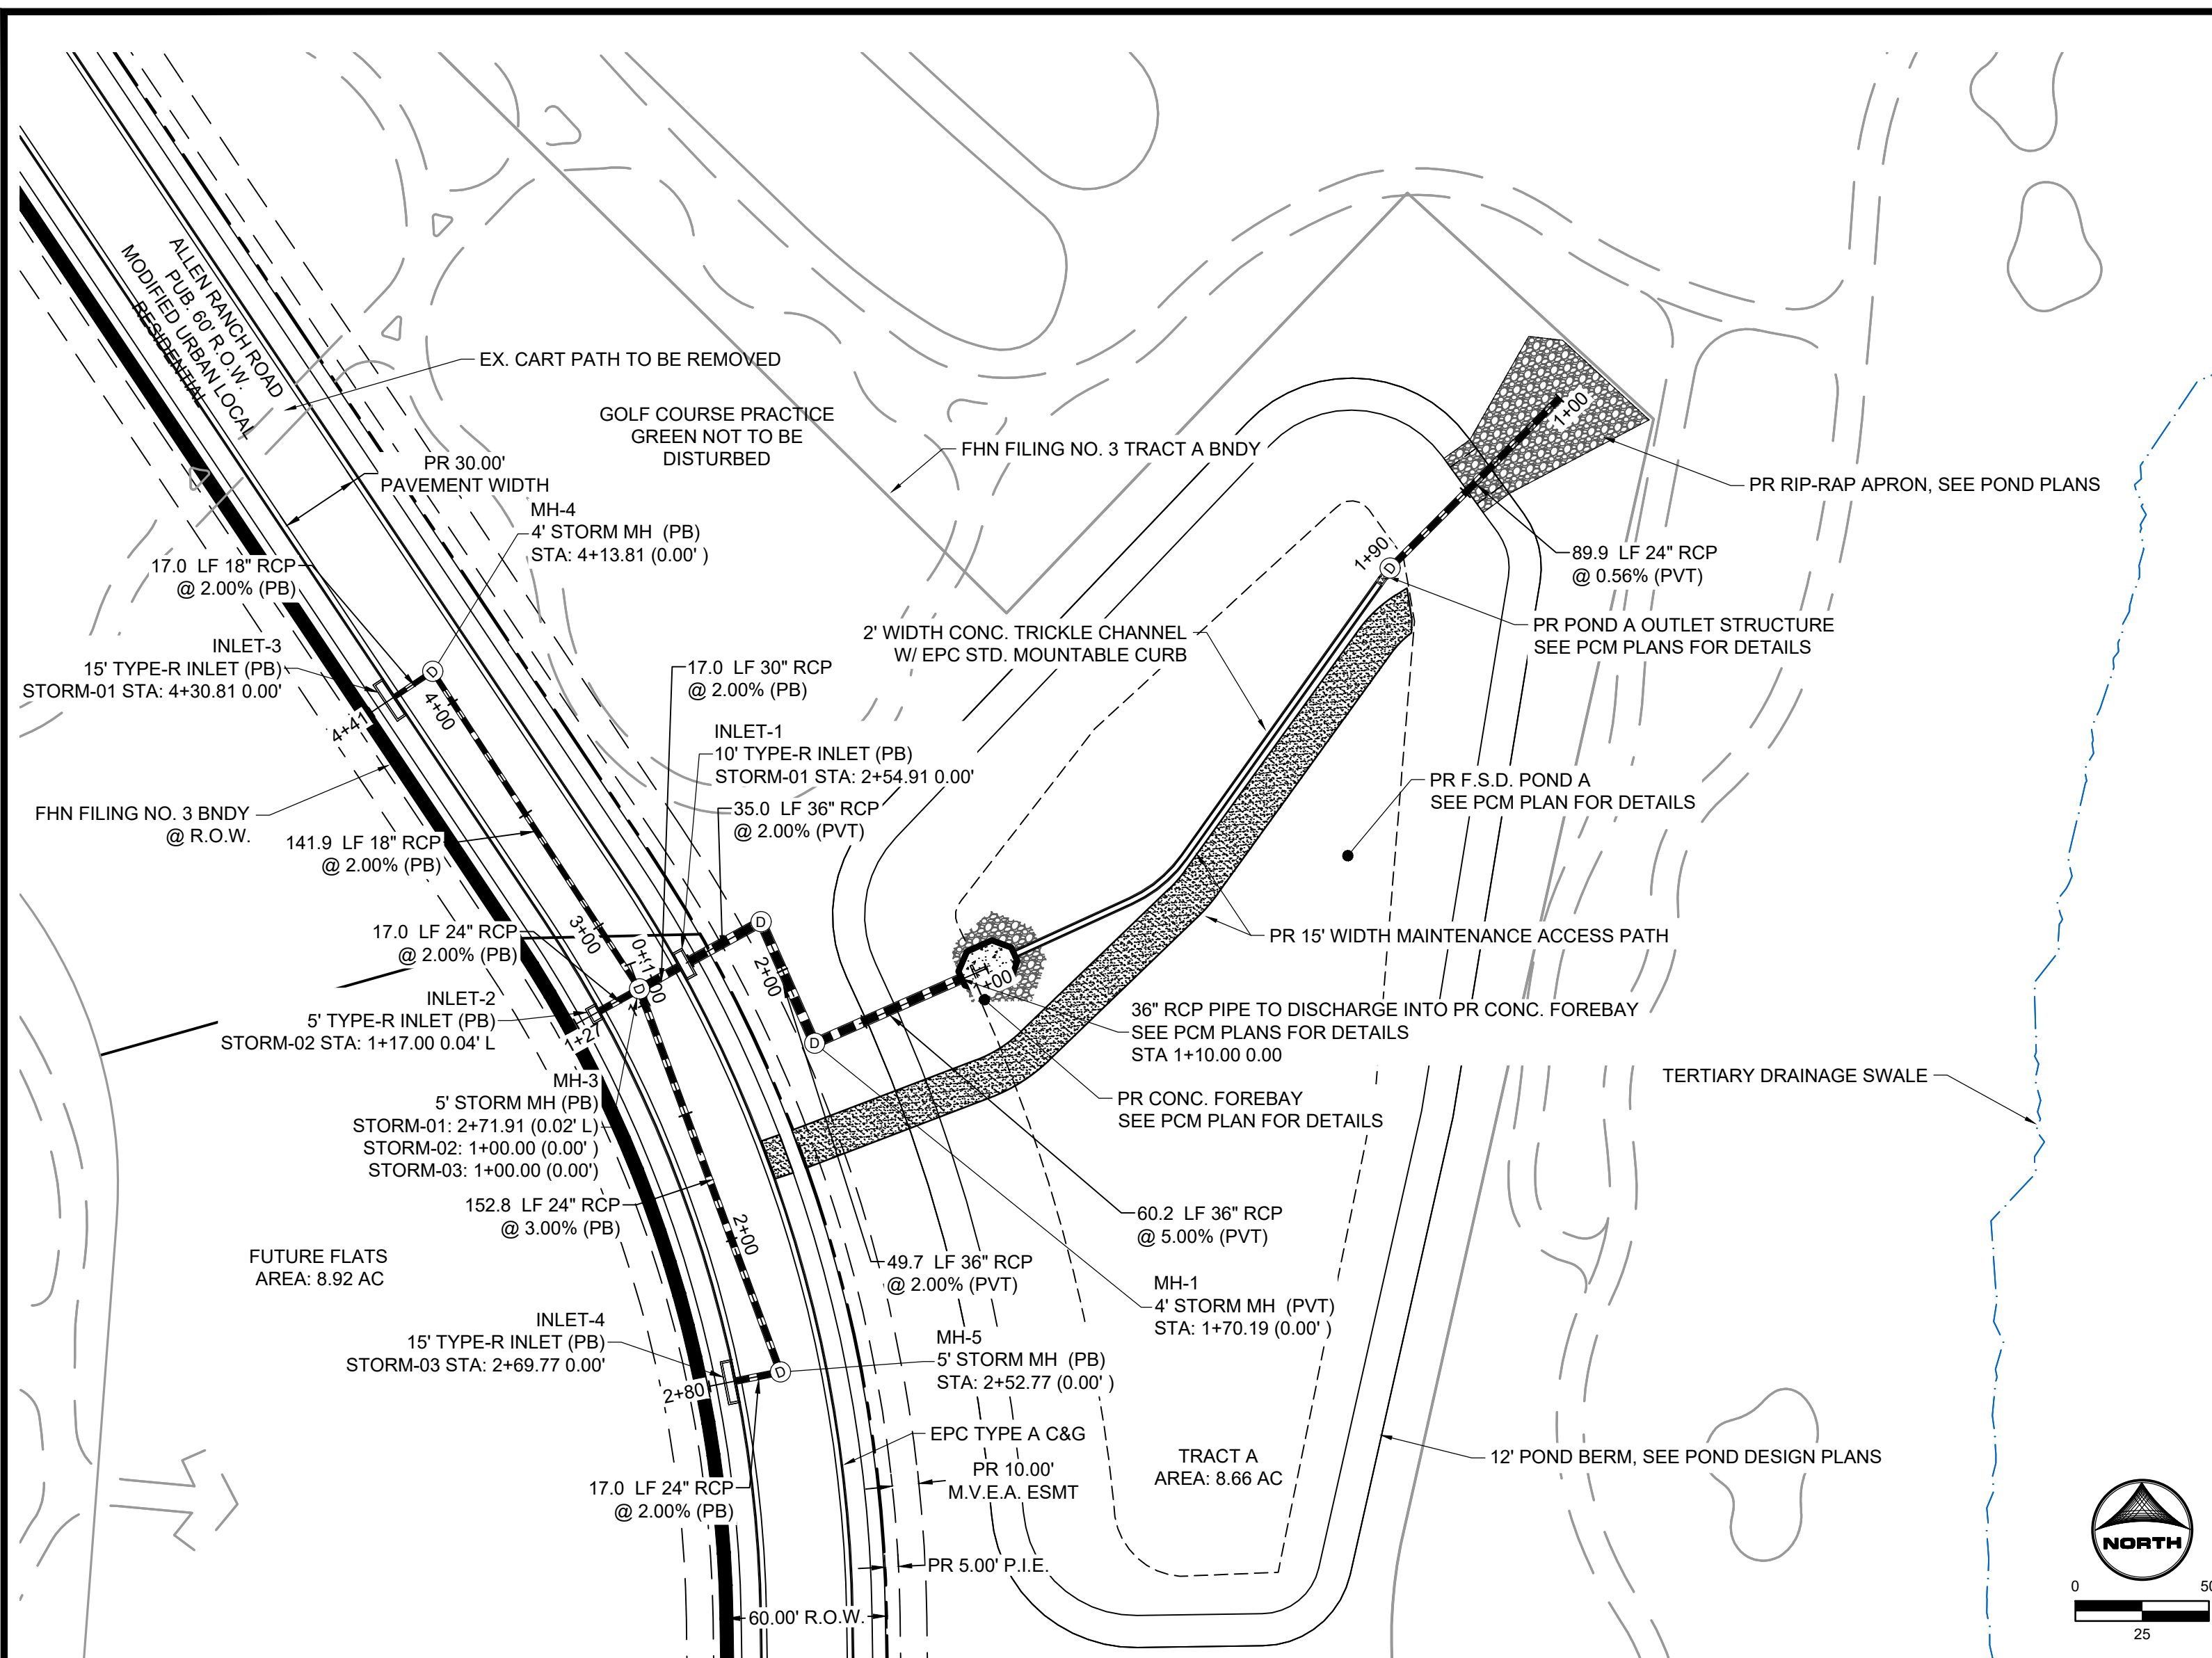 ALLEN RANCH ROAD
PUB. 60' R.O.W.
MODIFIED URBAN LOCAL
RESIDENTIAL
EX. CART PATH TO BE REMOVED
GOLF COURSE PRACTICE
GREEN NOT TO BE
DISTURBED
FHN FILING NO. 3 TRACT A BNDY
PR 30.00'
PAVEMENT WIDTH
MH-4
4' STORM MH (PB)
STA: 4+13.81 (0.00' )
17.0 LF 18" RCP
@ 2.00% (PB)
INLET-3
15' TYPE-R INLET (PB)
STORM-01 STA: 4+30.81 0.00'
4+41
4+00
D
FHN FILING NO. 3 BNDY
@ R.O.W.
141.9 LF 18" RCP
@ 2.00% (PB)
17.0 LF 30" RCP
@ 2.00% (PB)
INLET-1
10' TYPE-R INLET (PB)
STORM-01 STA: 2+54.91 0.00'
35.0 LF 36" RCP
@ 2.00% (PVT)
2' WIDTH CONC. TRICKLE CHANNEL
W/ EPC STD. MOUNTABLE CURB
1+00
PR RIP-RAP APRON, SEE POND PLANS
89.9 LF 24" RCP
@ 0.56% (PVT)
1+90
D
PR POND A OUTLET STRUCTURE
SEE PCM PLANS FOR DETAILS
PR F.S.D. POND A
SEE PCM PLAN FOR DETAILS
PR 15' WIDTH MAINTENANCE ACCESS PATH
17.0 LF 24" RCP
@ 2.00% (PB)
3+00
1+00
D
D
2+00
D
1+00
INLET-2
5' TYPE-R INLET (PB)
STORM-02 STA: 1+17.00 0.04' L
1+27
MH-3
5' STORM MH (PB)
STORM-01: 2+71.91 (0.02' L)
STORM-02: 1+00.00 (0.00' )
STORM-03: 1+00.00 (0.00')
36" RCP PIPE TO DISCHARGE INTO PR CONC. FOREBAY
SEE PCM PLANS FOR DETAILS
STA 1+10.00 0.00
PR CONC. FOREBAY
SEE PCM PLAN FOR DETAILS
TERTIARY DRAINAGE SWALE
152.8 LF 24" RCP
@ 3.00% (PB)
2+00
60.2 LF 36" RCP
@ 5.00% (PVT)
49.7 LF 36" RCP
@ 2.00% (PVT)
MH-1
4' STORM MH (PVT)
STA: 1+70.19 (0.00' )
FUTURE FLATS
AREA: 8.92 AC
INLET-4
15' TYPE-R INLET (PB)
STORM-03 STA: 2+69.77 0.00'
2+80
D
MH-5
5' STORM MH (PB)
STA: 2+52.77 (0.00' )
EPC TYPE A C&G
PR 10.00'
M.V.E.A. ESMT
TRACT A
AREA: 8.66 AC
12' POND BERM, SEE POND DESIGN PLANS
17.0 LF 24" RCP
@ 2.00% (PB)
PR 5.00' P.I.E.
60.00' R.O.W.
NORTH
0
25